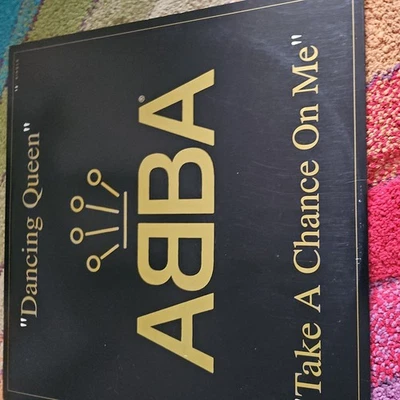 "Dancing Queen"
ABBA®
"Take A Chance On Me"